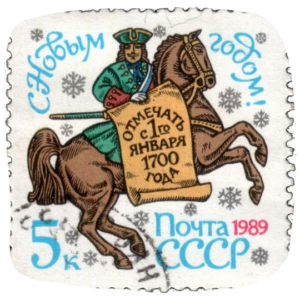 С Новым годом!
ОТМЕЧАТЬ
С 1го
ЯНВАРЯ
1700
ГОДА
Почта 1989
5к СССР